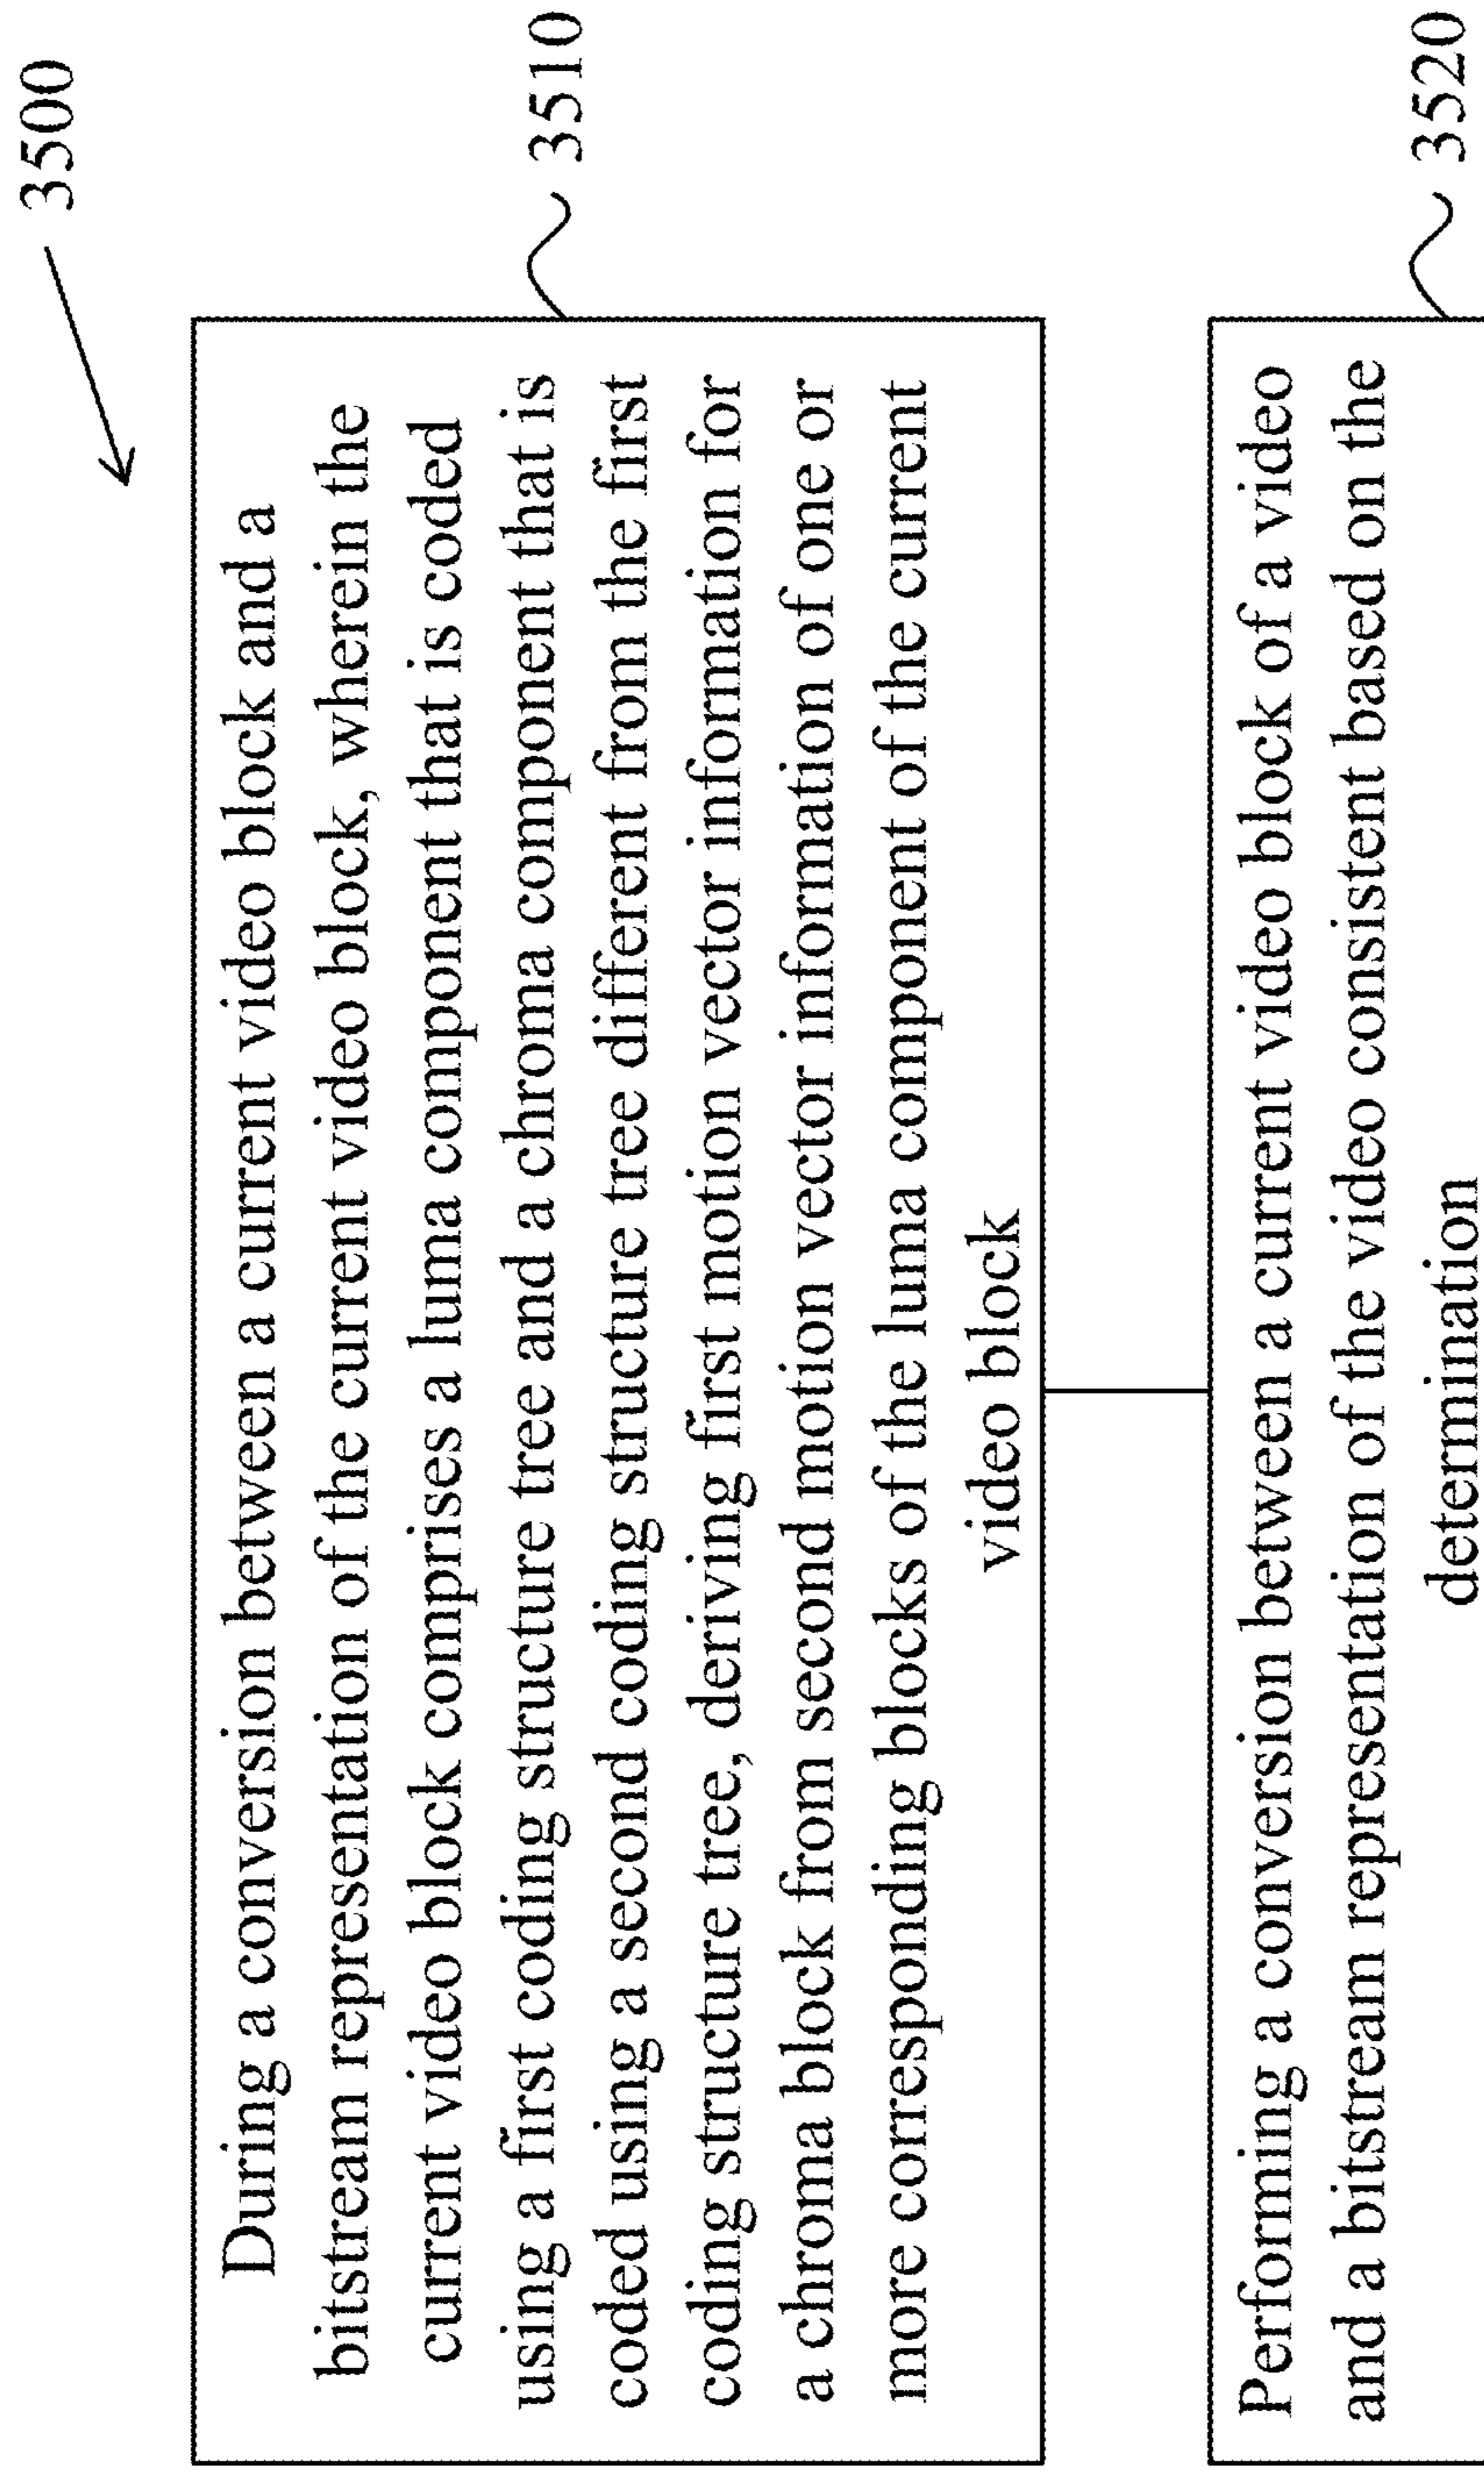 3500
During a conversion between a current video block and a
bitstream representation of the current video block, wherein the
current video block comprises a luma component that is coded
using a first coding structure tree and a chroma component that is
coded using a second coding structure tree different from the first
coding structure tree, deriving first motion vector information for
a chroma block from second motion vector information of one or
more corresponding blocks of the luma component of the current
video block
3510
Performing a conversion between a current video block of a video
and a bitstream representation of the video consistent based on the
determination
3520